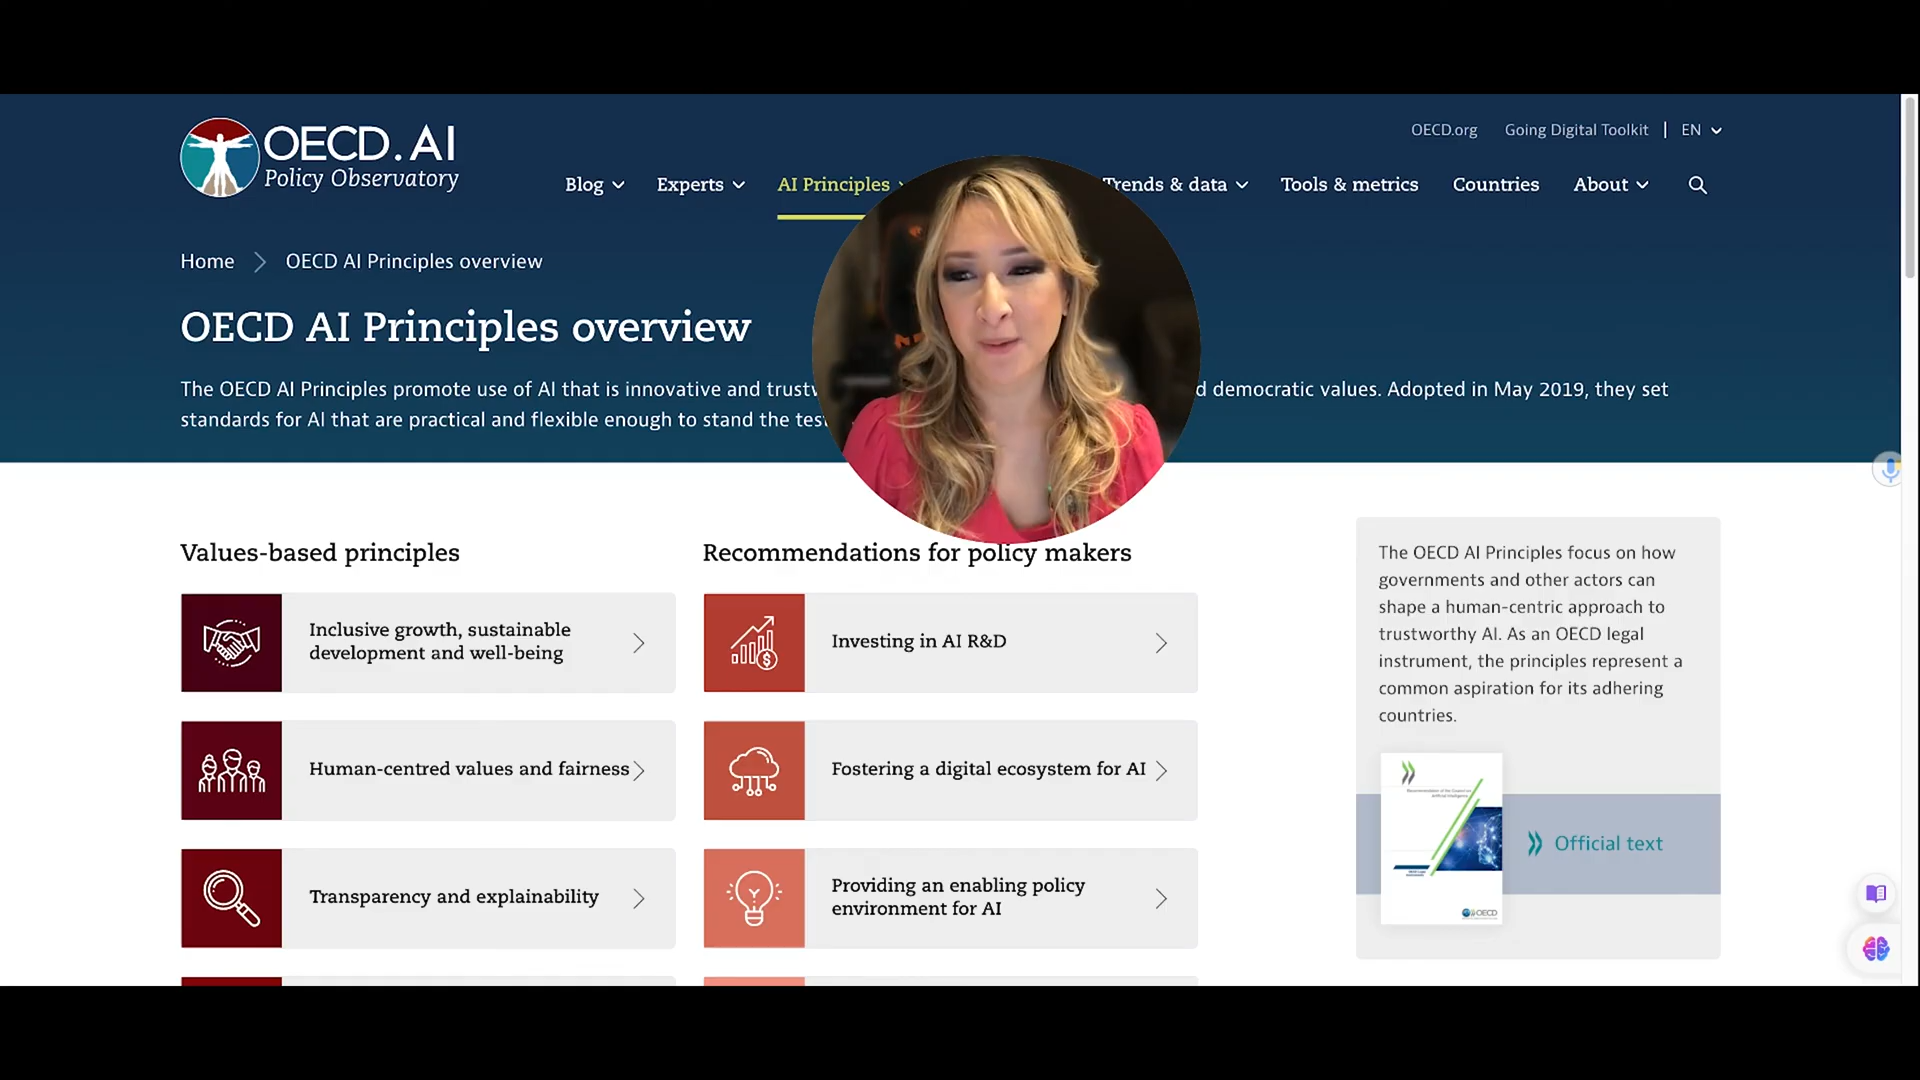 OECD.AI
Policy Observatory
OECD.org Going Digital Toolkit EN
Blog Experts AI Principles Trends & data Tools & metrics Countries About
Home OECD AI Principles overview
OECD AI Principles overview
The OECD AI Principles promote use of AI that is innovative and democratic values. Adopted in May 2019, they set
standards for AI that are practical and flexible enough to stand the
Values-based principles
Inclusive growth, sustainable
development and well-being
Human-centred values and fairness
Transparency and explainability
Recommendations for policy makers
Investing in AI R&D
Fostering a digital ecosystem for AI
Providing an enabling policy
environment for AI
The OECD AI Principles focus on how
governments and other actors can
shape a human-centric approach to
trustworthy AI. As an OECD legal
instrument, the principles represent a
common aspiration for its adhering
countries.
OECD
Official text